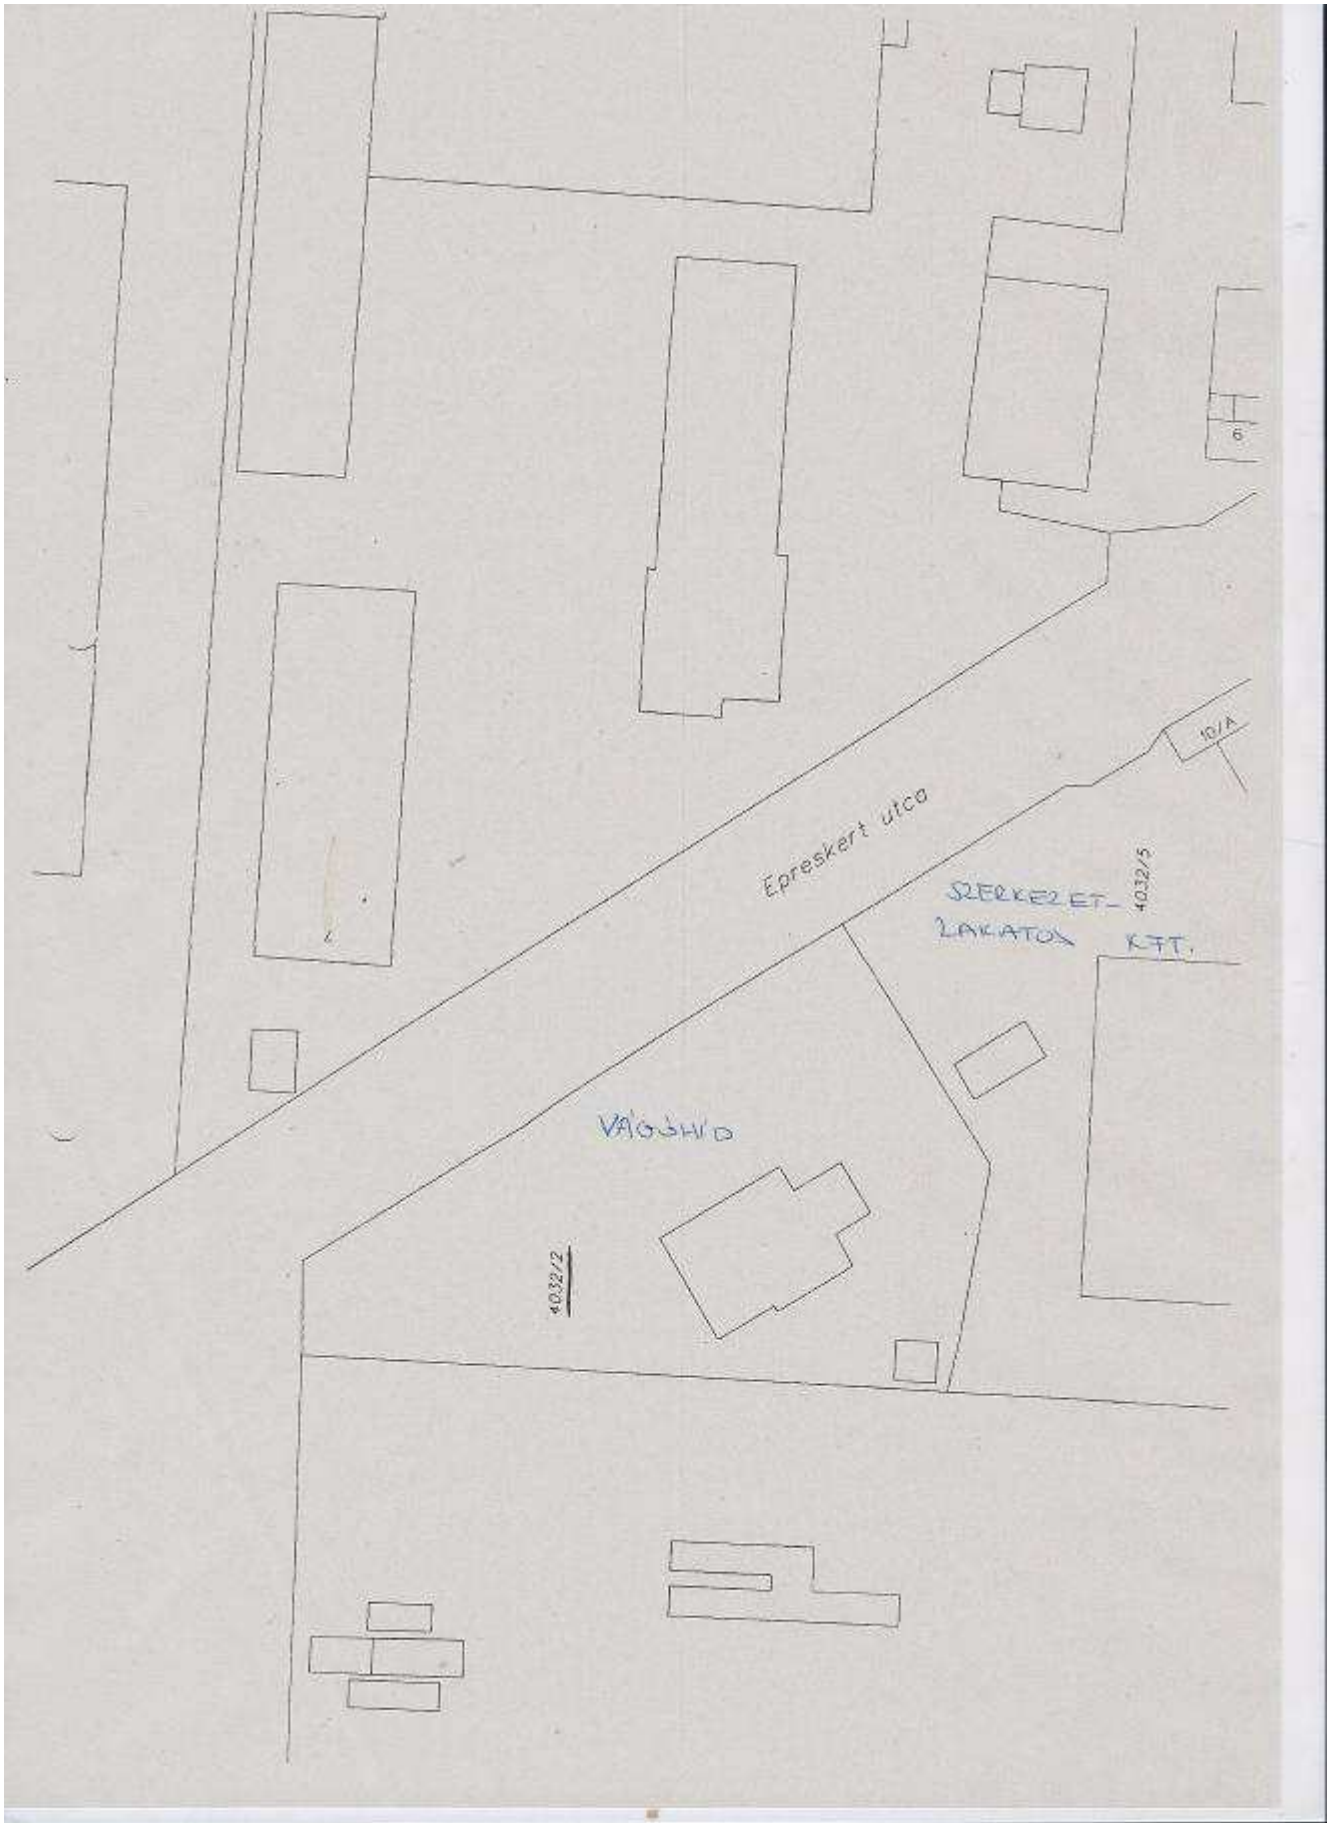 6
10/A
Epreskert utca
4032/5
SZERKEZET-
LAKATOS KFT.
VÁGÓHÍD
4032/2